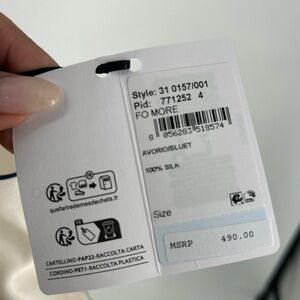 Style: 31 0157/001
Pid: 771252 4
FO MORE
8 056283 518574
AVORIO/BLUET
100% SILK
FR
quefairedemesdechets.fr
Size
MSRP 490.00
CARTELLINO-PAP22-RACCOLTA CARTA
CORDINO-PET1-RACCOLTA PLASTICA